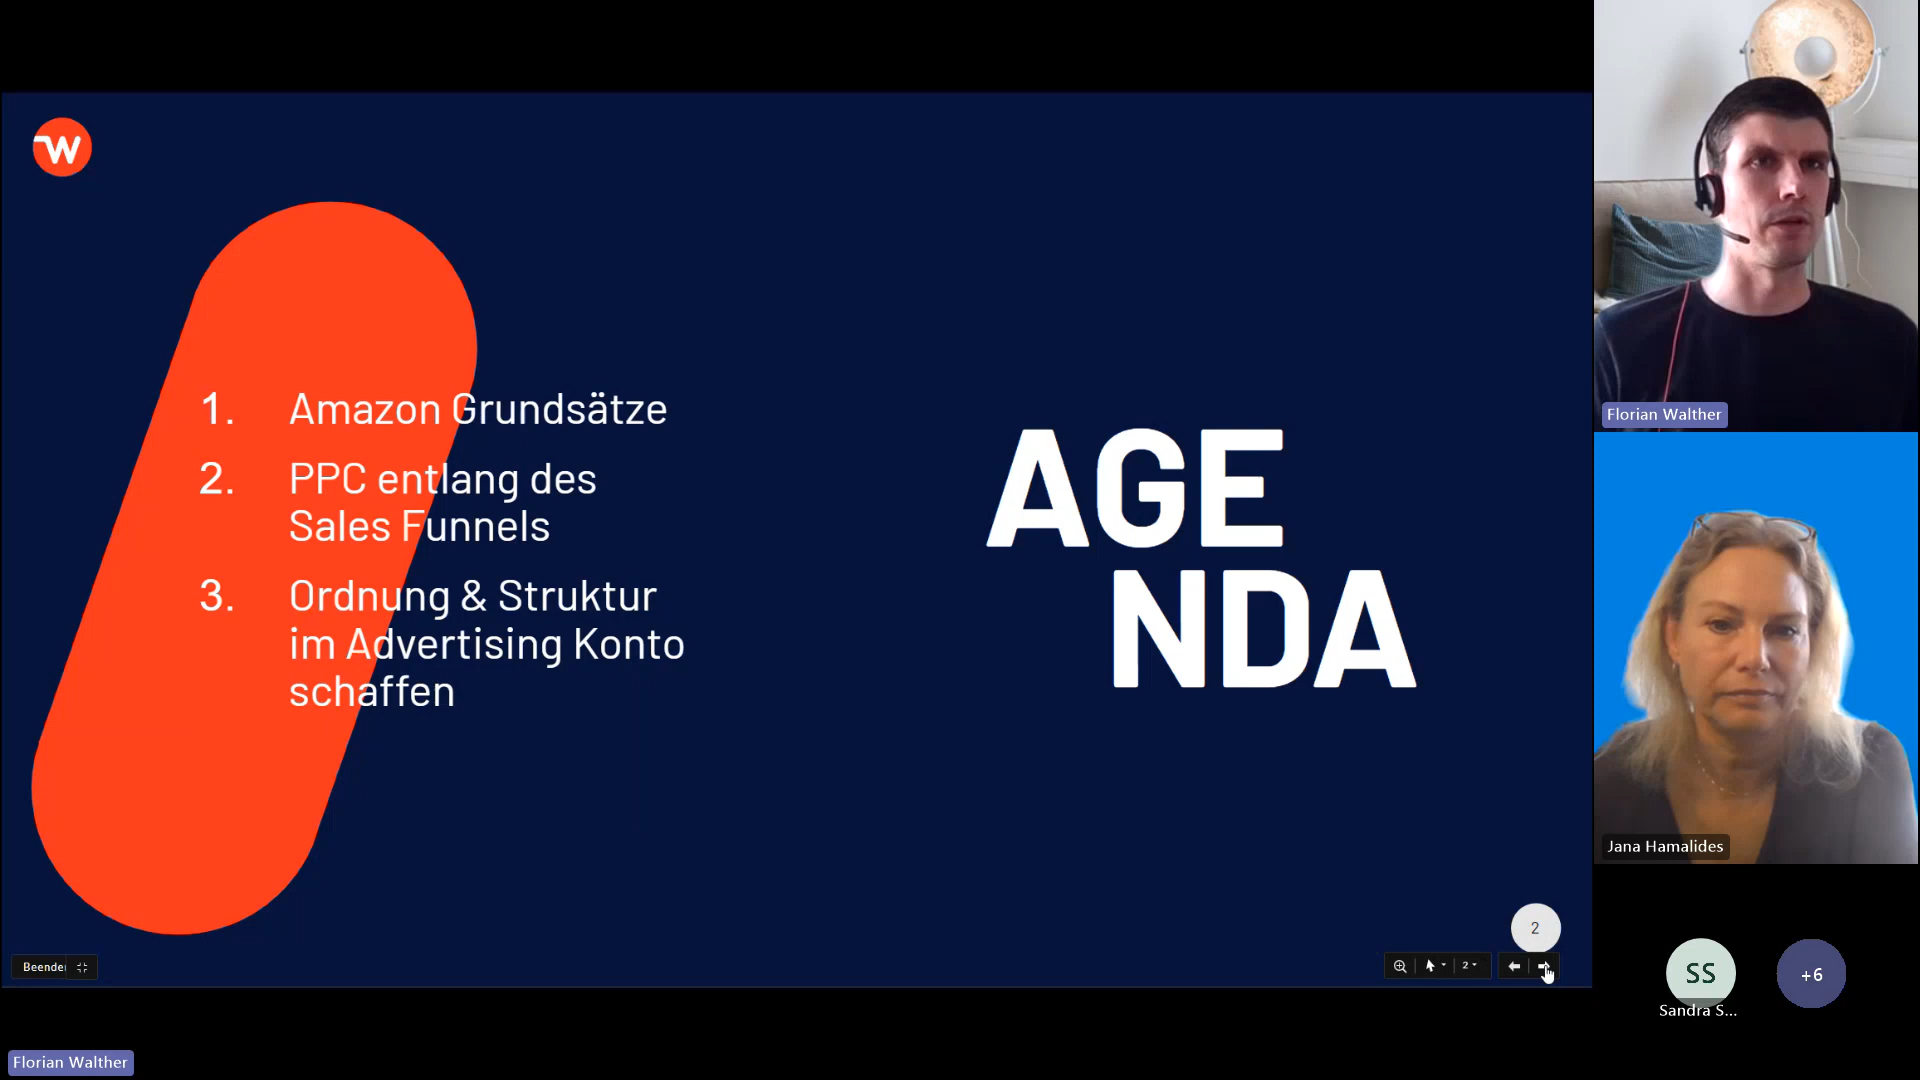 W
1. Amazon Grundsätze
2. PPC entlang des
Sales Funnels
3. Ordnung & Struktur
im Advertising Konto
schaffen
AGE
NDA
2
Beende
2
Florian Walther
Florian Walther
Jana Hamalides
SS
Sandra S...
+6